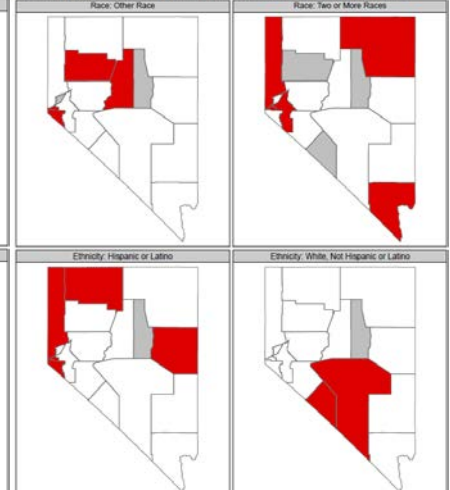 Race: Other Race
Race: Two or More Races
Ethnicity: Hispanic or Latino
Ethnicity: White, Not Hispanic or Latino